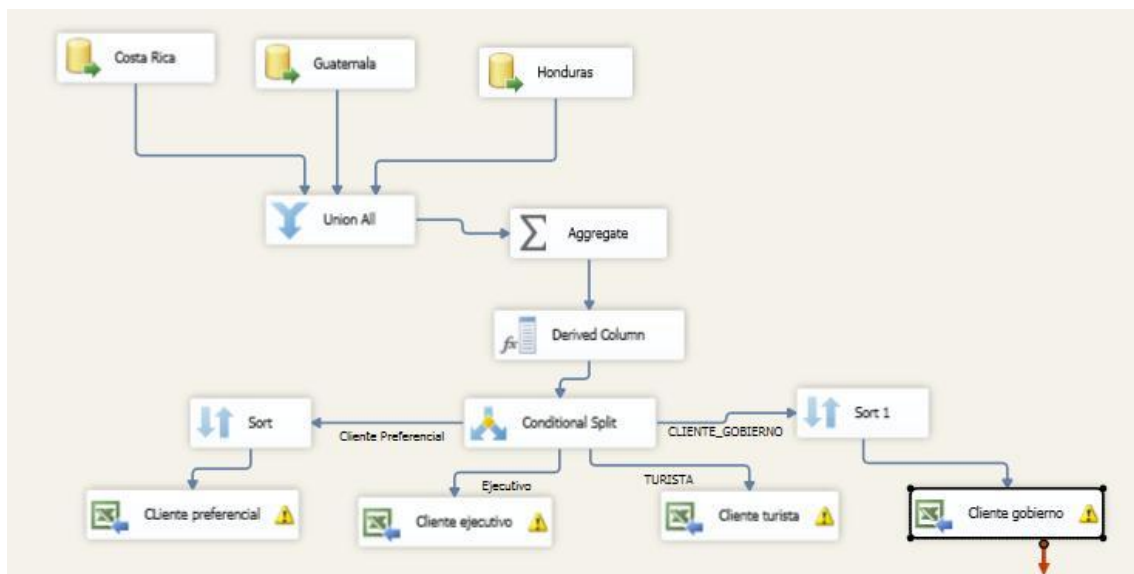 Costa Rica
Guatemala
Honduras
Union All
Aggregate
fx
Derived Column
Sort
Cliente Preferencial
Conditional Split
CLIENTE_GOBIERNO
Sort 1
Ejecutivo
TURISTA
CLiente preferencial
Cliente ejecutivo
Cliente turista
Cliente gobierno